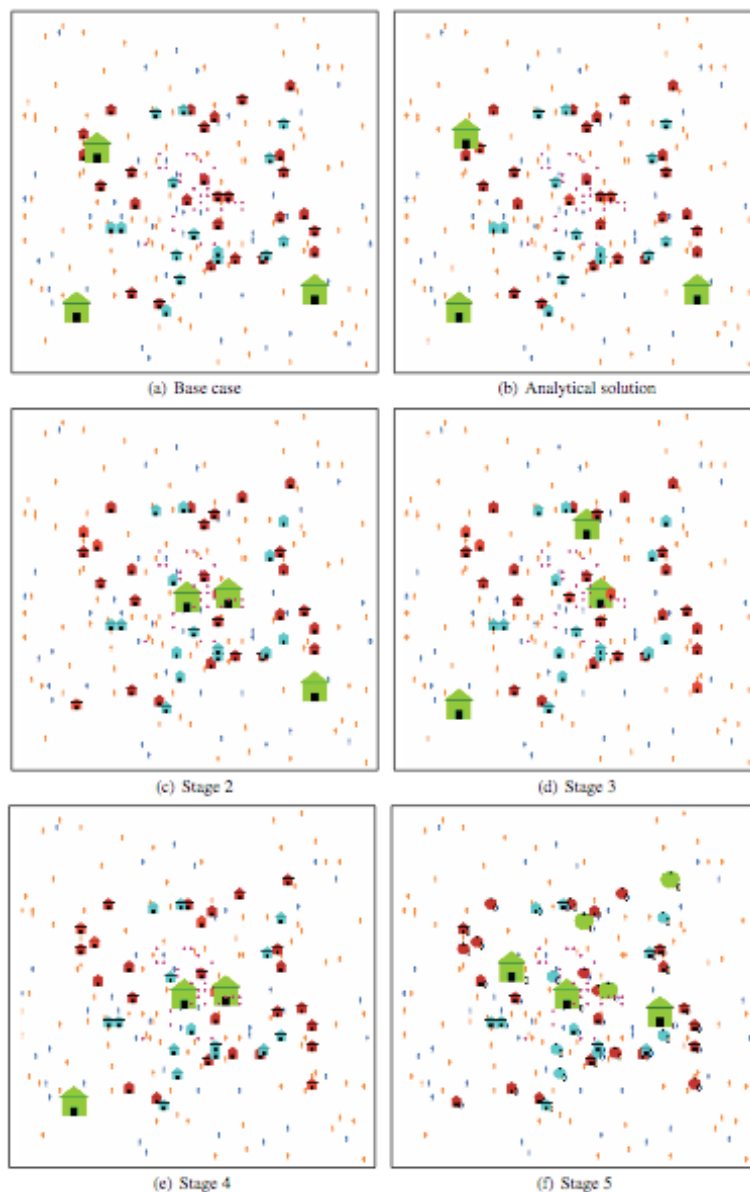 (a) Base case
(b) Analytical solution
(c) Stage 2
(d) Stage 3
(e) Stage 4
(f) Stage 5